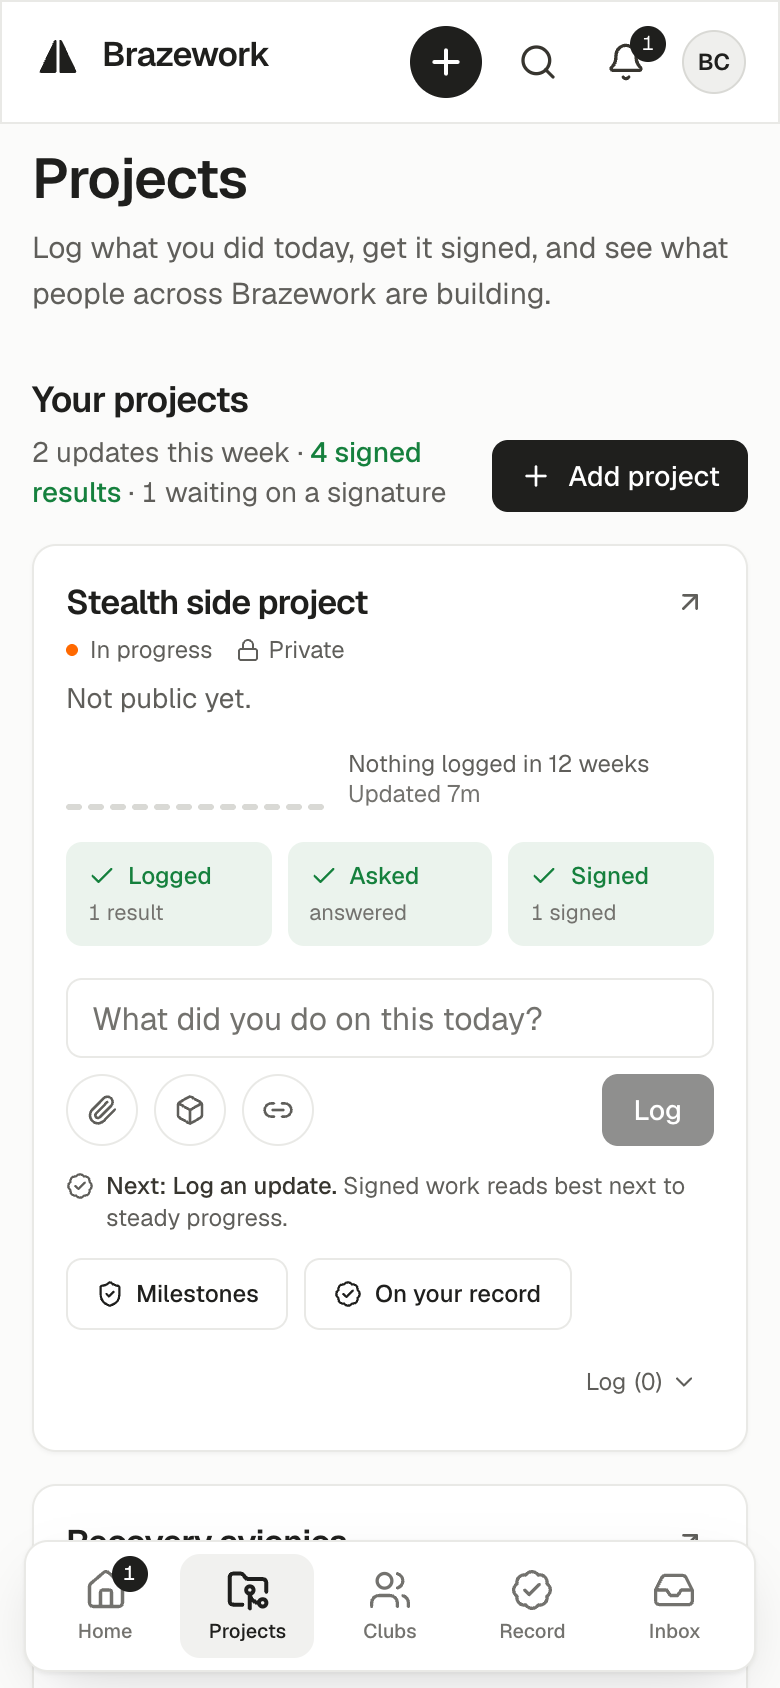 Brazework
1
BC
Projects
Log what you did today, get it signed, and see what
people across Brazework are building.
Your projects
2 updates this week · 4 signed
results · 1 waiting on a signature
Add project
Stealth side project
In progress
Private
Not public yet.
Nothing logged in 12 weeks
Updated 7m
Logged
1 result
Asked
answered
Signed
1 signed
What did you do on this today?
Log
Next: Log an update. Signed work reads best next to
steady progress.
Milestones
On your record
Log (0)
Recovery avionics
1
Home
Projects
Clubs
Record
Inbox